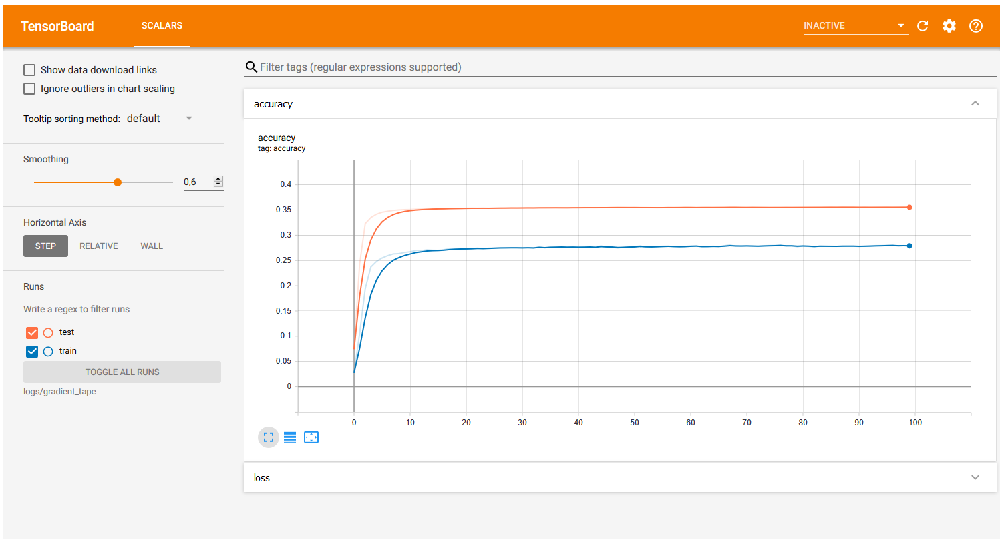 TensorBoard
SCALARS
INACTIVE
Show data download links
Ignore outliers in chart scaling
Tooltip sorting method: default
Smoothing
0,6
Horizontal Axis
STEP RELATIVE WALL
Runs
Write a regex to filter runs
test
train
TOGGLE ALL RUNS
logs/gradient_tape
Filter tags (regular expressions supported)
accuracy
accuracy
tag: accuracy
0.4
0.35
0.3
0.25
0.2
0.15
0.1
0.05
0
0 10 20 30 40 50 60 70 80 90 100
loss